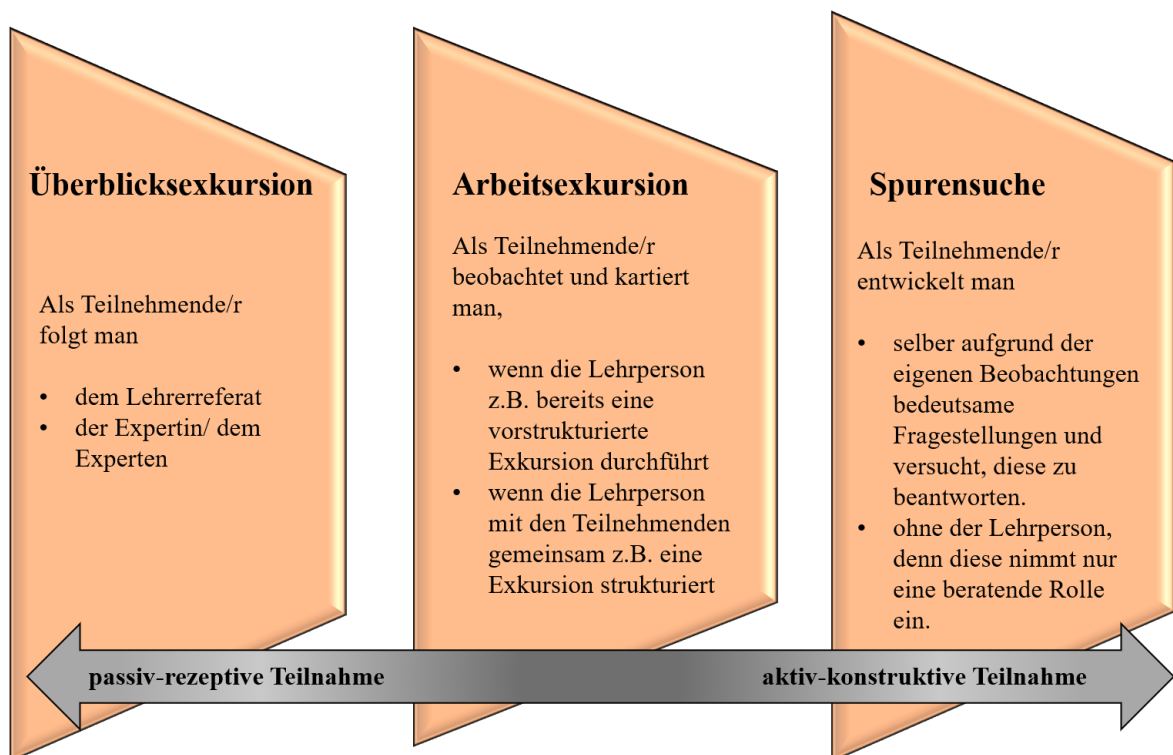 Überblicksexkursion
Als Teilnehmende/r
folgt man
• dem Lehrerreferat
• der Expertin/ dem
Experten
Arbeitsexkursion
Als Teilnehmende/r
beobachtet und kartiert
man,
• wenn die Lehrperson
z.B. bereits eine
vorstrukturierte
Exkursion durchführt
• wenn die Lehrperson
mit den Teilnehmenden
gemeinsam z.B. eine
Exkursion strukturiert
Spurensuche
Als Teilnehmende/r
entwickelt man
• selber aufgrund der
eigenen Beobachtungen
bedeutsame
Fragestellungen und
versucht, diese zu
beantworten.
• ohne der Lehrperson,
denn diese nimmt nur
eine beratende Rolle
ein.
passiv-rezeptive Teilnahme
aktiv-konstruktive Teilnahme